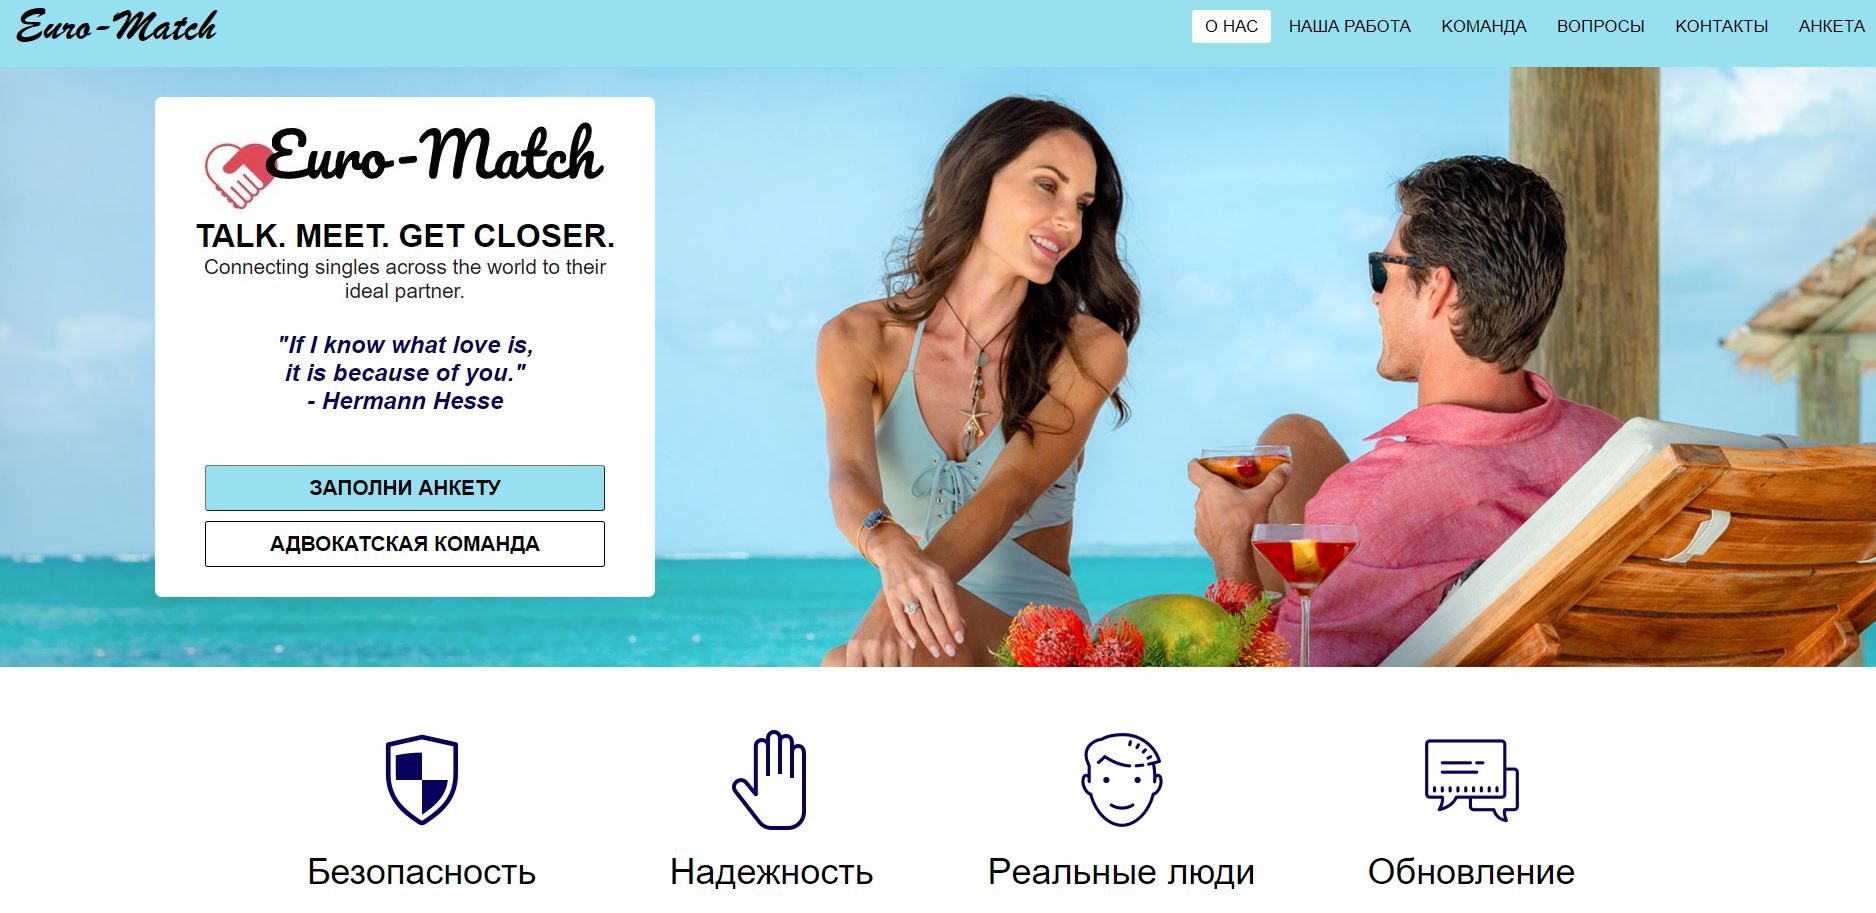 Euro-Match
О НАС
НАША РАБОТА
КОМАНДА
ВОПРОСЫ
КОНТАКТЫ
АНКЕТА
Euro-Match
TALK. MEET. GET CLOSER.
Connecting singles across the world to their
ideal partner.
"If I know what love is,
it is because of you."
- Hermann Hesse
ЗАПОЛНИ АНКЕТУ
АДВОКАТСКАЯ КОМАНДА
Безопасность
Надежность
Реальные люди
Обновление